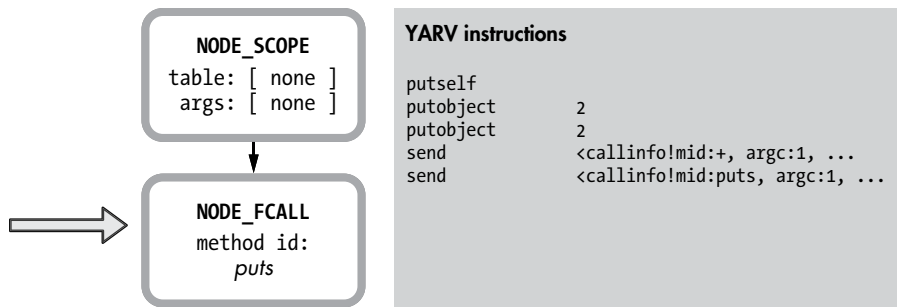 NODE_SCOPE
table: [ none ]
args: [ none ]
NODE_FCALL
method id:
puts
YARV instructions
putself
putobject 2
putobject 2
send <callinfo!mid:+, argc:1, ...
send <callinfo!mid:puts, argc:1, ...